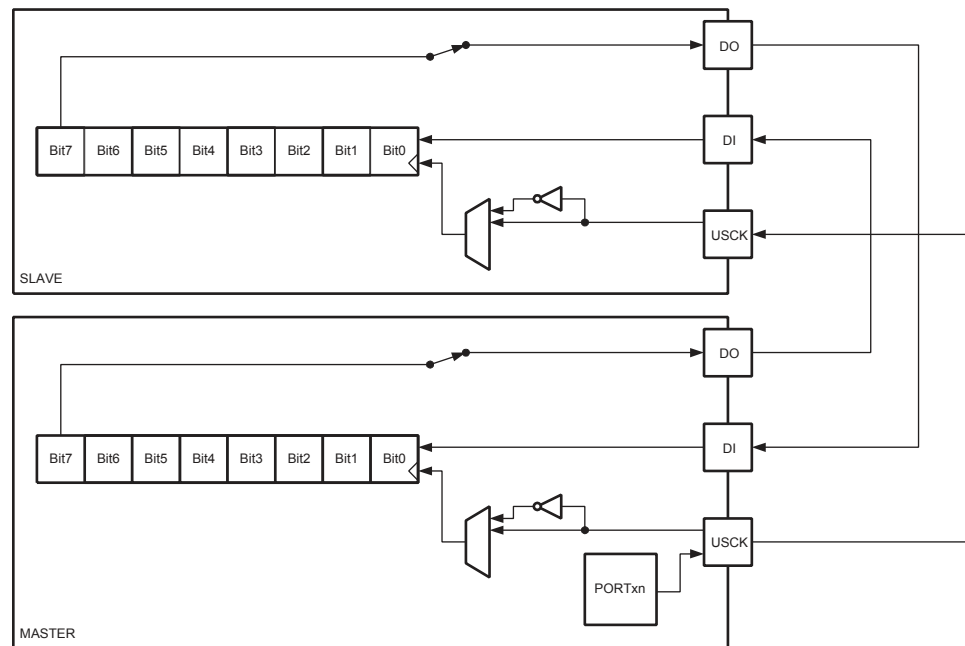 DO
DI
Bit7 Bit6 Bit5 Bit4 Bit3 Bit2 Bit1 Bit0
USCK
SLAVE
DO
DI
Bit7 Bit6 Bit5 Bit4 Bit3 Bit2 Bit1 Bit0
USCK
PORTxn
MASTER